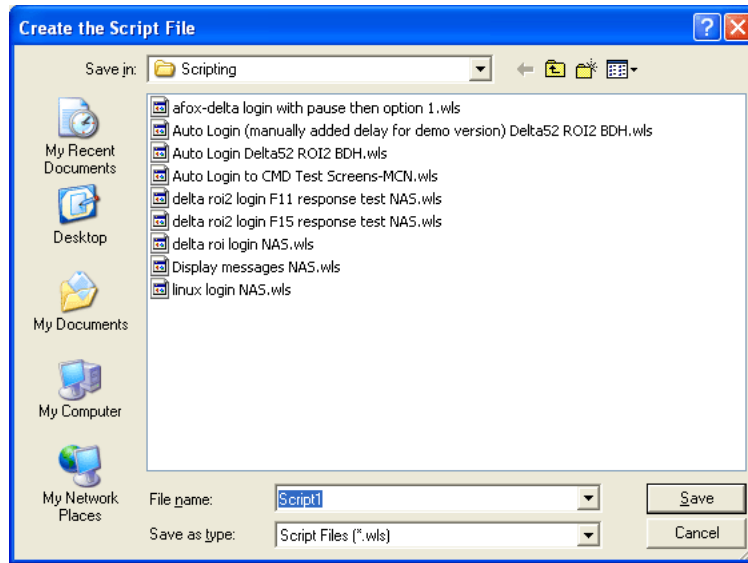 Create the Script File
Save in:
Scripting
My Recent
Documents
Desktop
My Documents
My Computer
My Network
Places
afox-delta login with pause then option 1.wls
Auto Login (manually added delay for demo version) Delta52 ROI2 BDH.wls
Auto Login Delta52 ROI2 BDH.wls
Auto Login to CMD Test Screens-MCN.wls
delta roi2 login F11 response test NAS.wls
delta roi2 login F15 response test NAS.wls
delta roi login NAS.wls
Display messages NAS.wls
linux login NAS.wls
File name:
Script1
Save
Save as type:
Script Files (*.wls)
Cancel